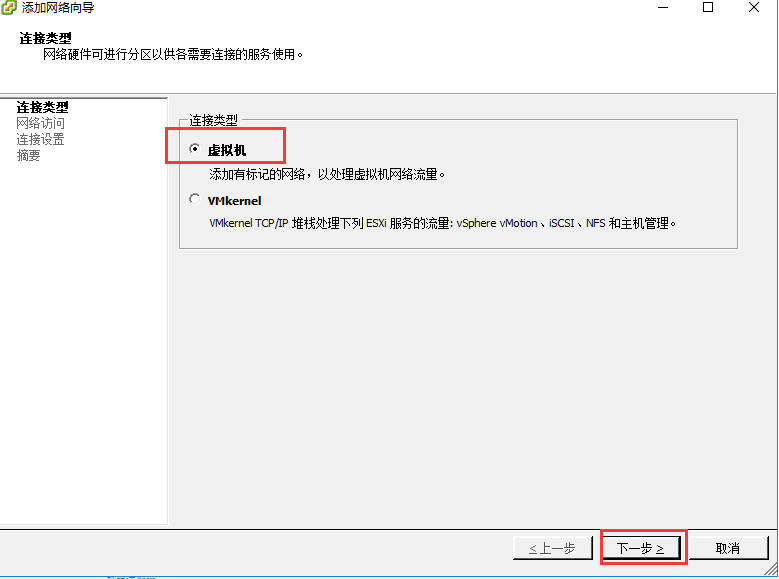 添加网络向导
连接类型
网络硬件可进行分区以供各需要连接的服务使用。
连接类型
网络访问
连接设置
摘要
连接类型
虚拟机
添加有标记的网络，以处理虚拟机网络流量。
VMkernel
VMkernel TCP/IP 堆栈处理下列 ESXi 服务的流量: vSphere vMotion、iSCSI、NFS 和主机管理。
≤上一步
下一步≥
取消